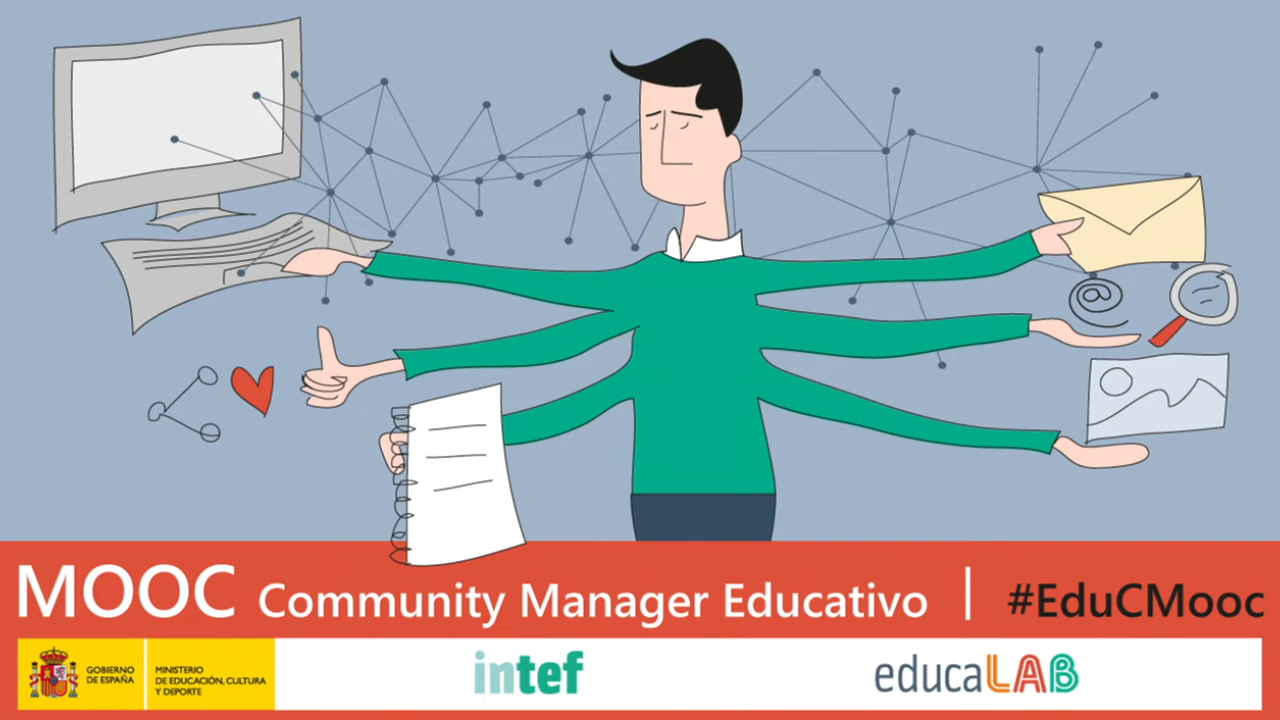 @
MOOC Community Manager Educativo | #EduCMooc
GOBIERNO
DE ESPAÑA
MINISTERIO
DE EDUCACIÓN, CULTURA
Y DEPORTE
intef
educaLAB